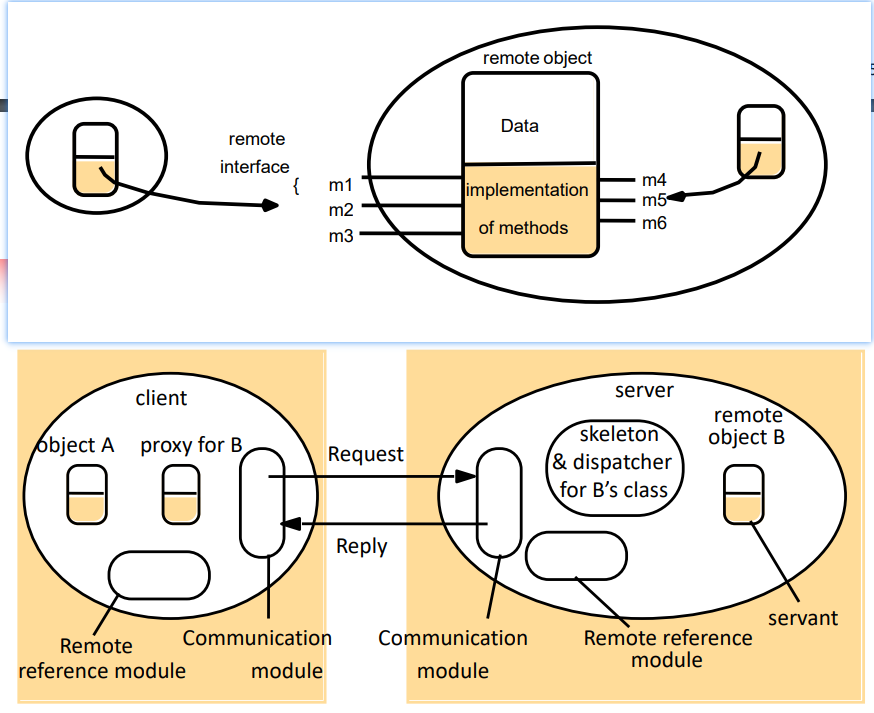 remote object
Data
remote
interface
{
m1
m2
m3
implementation
of methods
m4
m5
m6
client
object A
proxy for B
Request
Reply
Remote
reference module
Communication
module
server
skeleton
& dispatcher
for B’s class
remote
object B
servant
Communication
module
Remote reference
module